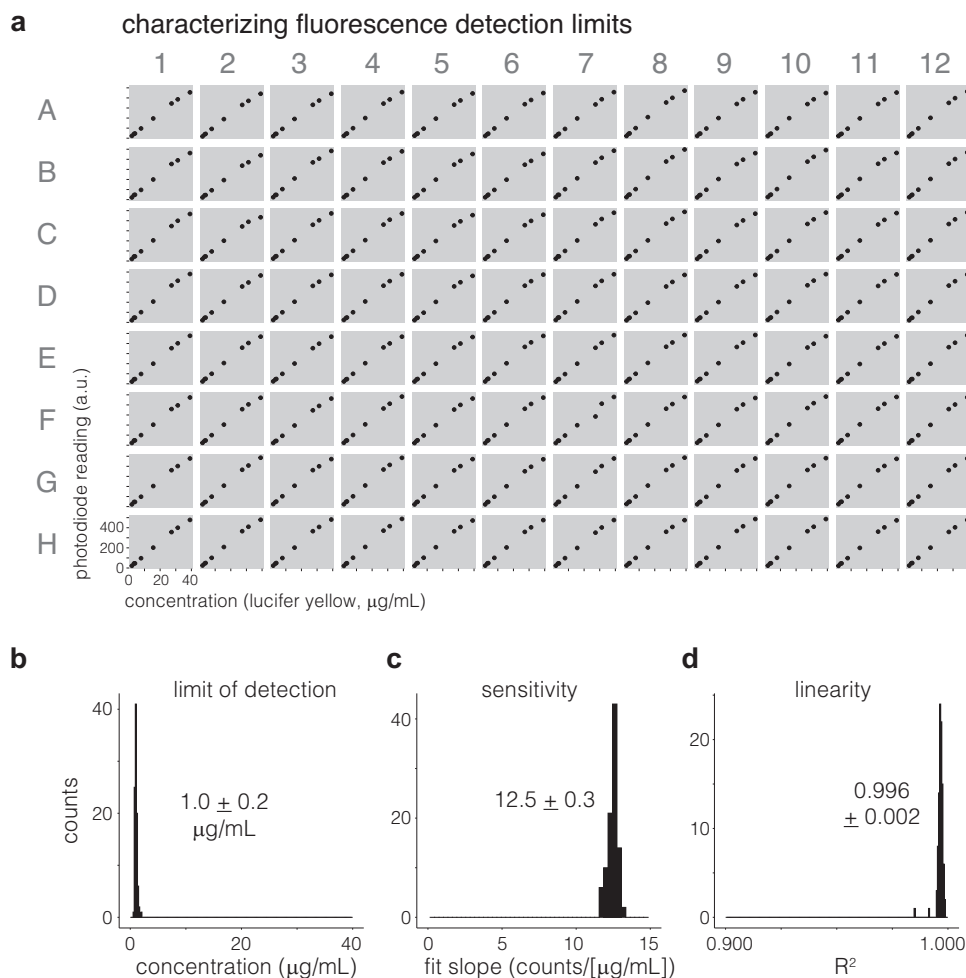 a
characterizing fluorescence detection limits
1 2 3 4 5 6 7 8 9 10 11 12
A
B
C
D
E
F
G
H
photodiode reading (a.u.)
400
200
0
0 20 40
concentration (lucifer yellow, μg/mL)
b
limit of detection
40
20
0
counts
1.0 ± 0.2
μg/mL
0 20 40
concentration (μg/mL)
c
sensitivity
40
20
0
12.5 ± 0.3
0 5 10 15
fit slope (counts/[μg/mL])
d
linearity
20
10
0
0.996
± 0.002
0.900 1.000
R²